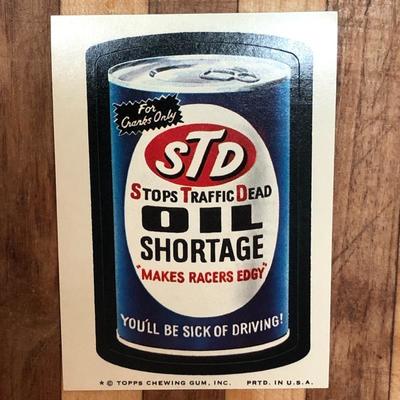 For
Cranks Only
STD
STOPS TRAFFIC DEAD
OIL
SHORTAGE
"MAKES RACERS EDGY"
YOU'LL BE SICK OF DRIVING!
* © TOPPS CHEWING GUM, INC. PRTD. IN U.S.A.